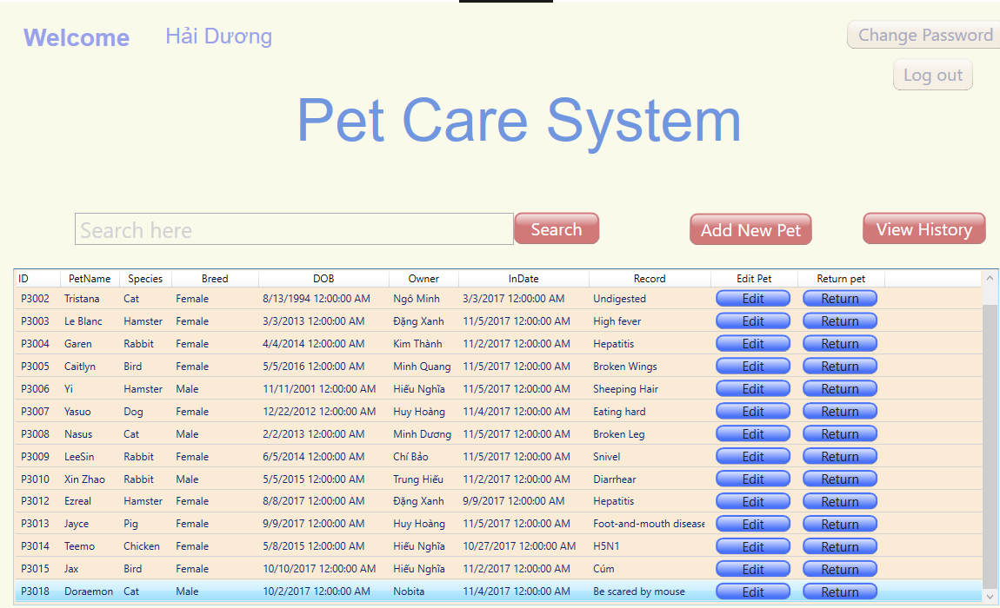 Welcome Hải Dương Change Password
Log out
Pet Care System
Search here Search Add New Pet View History
ID PetName Species Breed DOB Owner InDate Record Edit Pet Return pet
P3002 Tristana Cat Female 8/13/1994 12:00:00 AM Ngô Minh 3/3/2017 12:00:00 AM Undigested Edit Return
P3003 Le Blanc Hamster Female 3/3/2013 12:00:00 AM Đặng Xanh 11/5/2017 12:00:00 AM High fever Edit Return
P3004 Garen Rabbit Female 4/4/2014 12:00:00 AM Kim Thành 11/2/2017 12:00:00 AM Hepatitis Edit Return
P3005 Caitlyn Bird Female 5/5/2016 12:00:00 AM Minh Quang 11/5/2017 12:00:00 AM Broken Wings Edit Return
P3006 Yi Hamster Male 11/11/2001 12:00:00 AM Hiếu Nghĩa 11/5/2017 12:00:00 AM Sheeping Hair Edit Return
P3007 Yasuo Dog Female 12/22/2012 12:00:00 AM Huy Hoàng 11/4/2017 12:00:00 AM Eating hard Edit Return
P3008 Nasus Cat Male 2/2/2013 12:00:00 AM Minh Dương 11/5/2017 12:00:00 AM Broken Leg Edit Return
P3009 LeeSin Rabbit Female 6/5/2014 12:00:00 AM Chí Bảo 11/5/2017 12:00:00 AM Snivel Edit Return
P3010 Xin Zhao Rabbit Male 5/5/2015 12:00:00 AM Trung Hiếu 11/2/2017 12:00:00 AM Diarrhear Edit Return
P3012 Ezreal Hamster Female 8/8/2017 12:00:00 AM Đặng Xanh 9/9/2017 12:00:00 AM Hepatitis Edit Return
P3013 Jayce Pig Female 9/9/2017 12:00:00 AM Huy Hoàng 11/5/2017 12:00:00 AM Foot-and-mouth disease Edit Return
P3014 Teemo Chicken Female 5/8/2015 12:00:00 AM Hiếu Nghĩa 10/27/2017 12:00:00 AM H5N1 Edit Return
P3015 Jax Bird Female 10/10/2017 12:00:00 AM Hiếu Nghĩa 11/2/2017 12:00:00 AM Cúm Edit Return
P3018 Doraemon Cat Male 10/2/2017 12:00:00 AM Nobita 11/4/2017 12:00:00 AM Be scared by mouse Edit Return